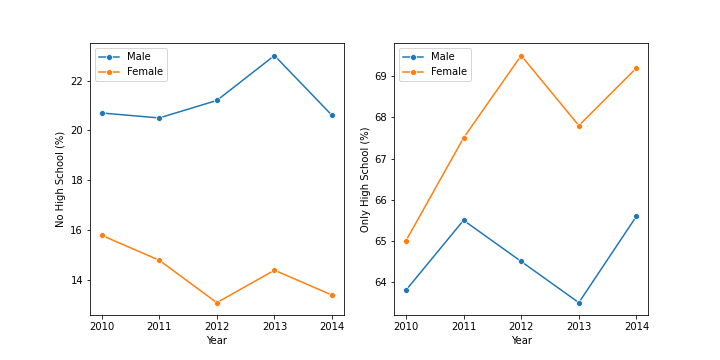 Male
Female
No High School (%)
22
20
18
16
14
2010 2011 2012 2013 2014
Year
Male
Female
Only High School (%)
69
68
67
66
65
64
2010 2011 2012 2013 2014
Year